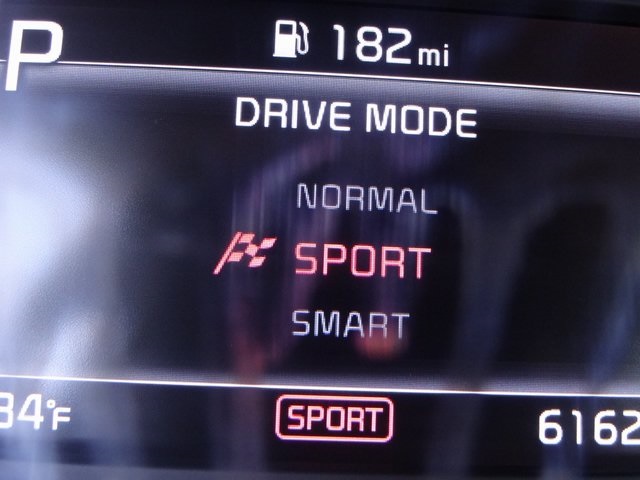 P 182 mi
DRIVE MODE
NORMAL
SPORT
SMART
34°F SPORT 6162